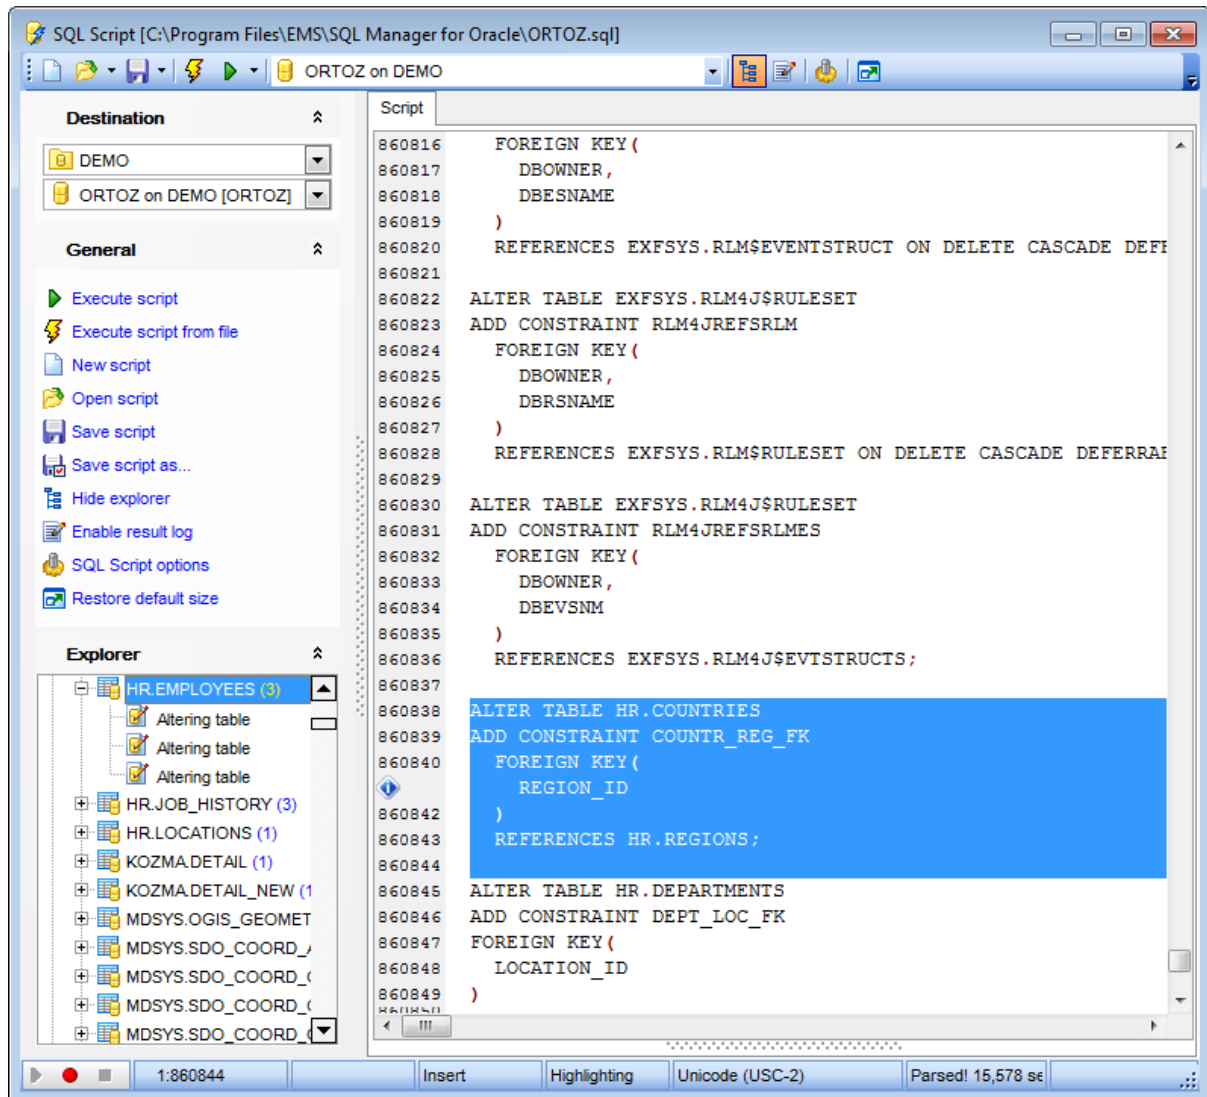 SQL Script [C:\Program Files\EMS\SQL Manager for Oracle\ORTOZ.sql]
ORTOZ on DEMO
Destination
DEMO
ORTOZ on DEMO [ORTOZ]
General
Execute script
Execute script from file
New script
Open script
Save script
Save script as...
Hide explorer
Enable result log
SQL Script options
Restore default size
Explorer
HR.EMPLOYEES (3)
Altering table
Altering table
Altering table
HR.JOB_HISTORY (3)
HR.LOCATIONS (1)
KOZMA.DETAIL (1)
KOZMA.DETAIL_NEW (1
MDSYS.OGIS_GEOMET
MDSYS.SDO_COORD_
MDSYS.SDO_COORD_
MDSYS.SDO_COORD_
MDSYS.SDO_COORD_
Script
860816 FOREIGN KEY(
860817 DBOWNER,
860818 DBESNAME
860819 )
860820 REFERENCES EXFSYS.RLM$EVENTSTRUCT ON DELETE CASCADE
860821
860822 ALTER TABLE EXFSYS.RLM4J$RULESET
860823 ADD CONSTRAINT RLM4JREFSRLM
860824 FOREIGN KEY(
860825 DBOWNER,
860826 DBRSNAME
860827 )
860828 REFERENCES EXFSYS.RLM$RULESET ON DELETE CASCADE
860829
860830 ALTER TABLE EXFSYS.RLM4J$RULESET
860831 ADD CONSTRAINT RLM4JREFSRLMES
860832 FOREIGN KEY(
860833 DBOWNER,
860834 DBEVSNM
860835 )
860836 REFERENCES EXFSYS.RLM4J$EVTSTRUCTS;
860837
860838 ALTER TABLE HR.COUNTRIES
860839 ADD CONSTRAINT COUNTR_REG_FK
860840 FOREIGN KEY(
REGION_ID
860842 )
860843 REFERENCES HR.REGIONS;
860844
860845 ALTER TABLE HR.DEPARTMENTS
860846 ADD CONSTRAINT DEPT_LOC_FK
860847 FOREIGN KEY(
860848 LOCATION_ID
860849 )
860850
1:860844 Insert Highlighting Unicode (USC-2) Parsed! 15,578 se